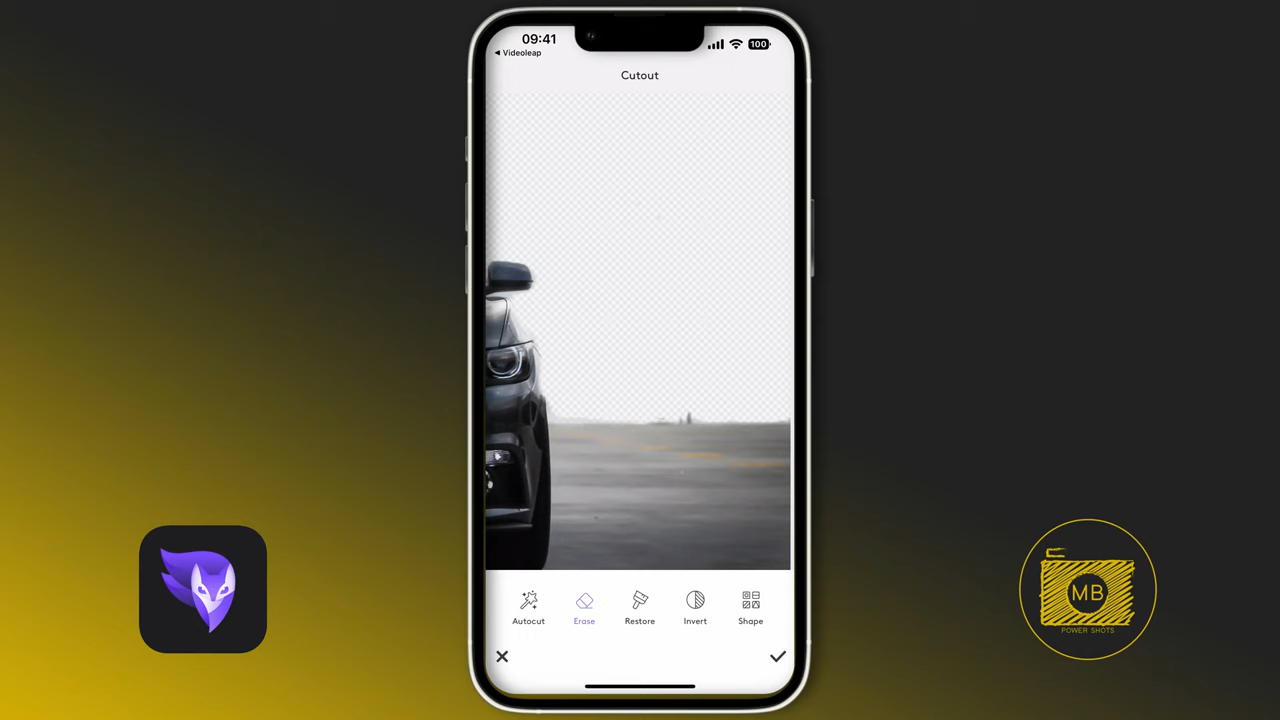 09:41
100
◀ Videoleap
Cutout
Autocut
Erase
Restore
Invert
Shape
MB
POWER SHOTS